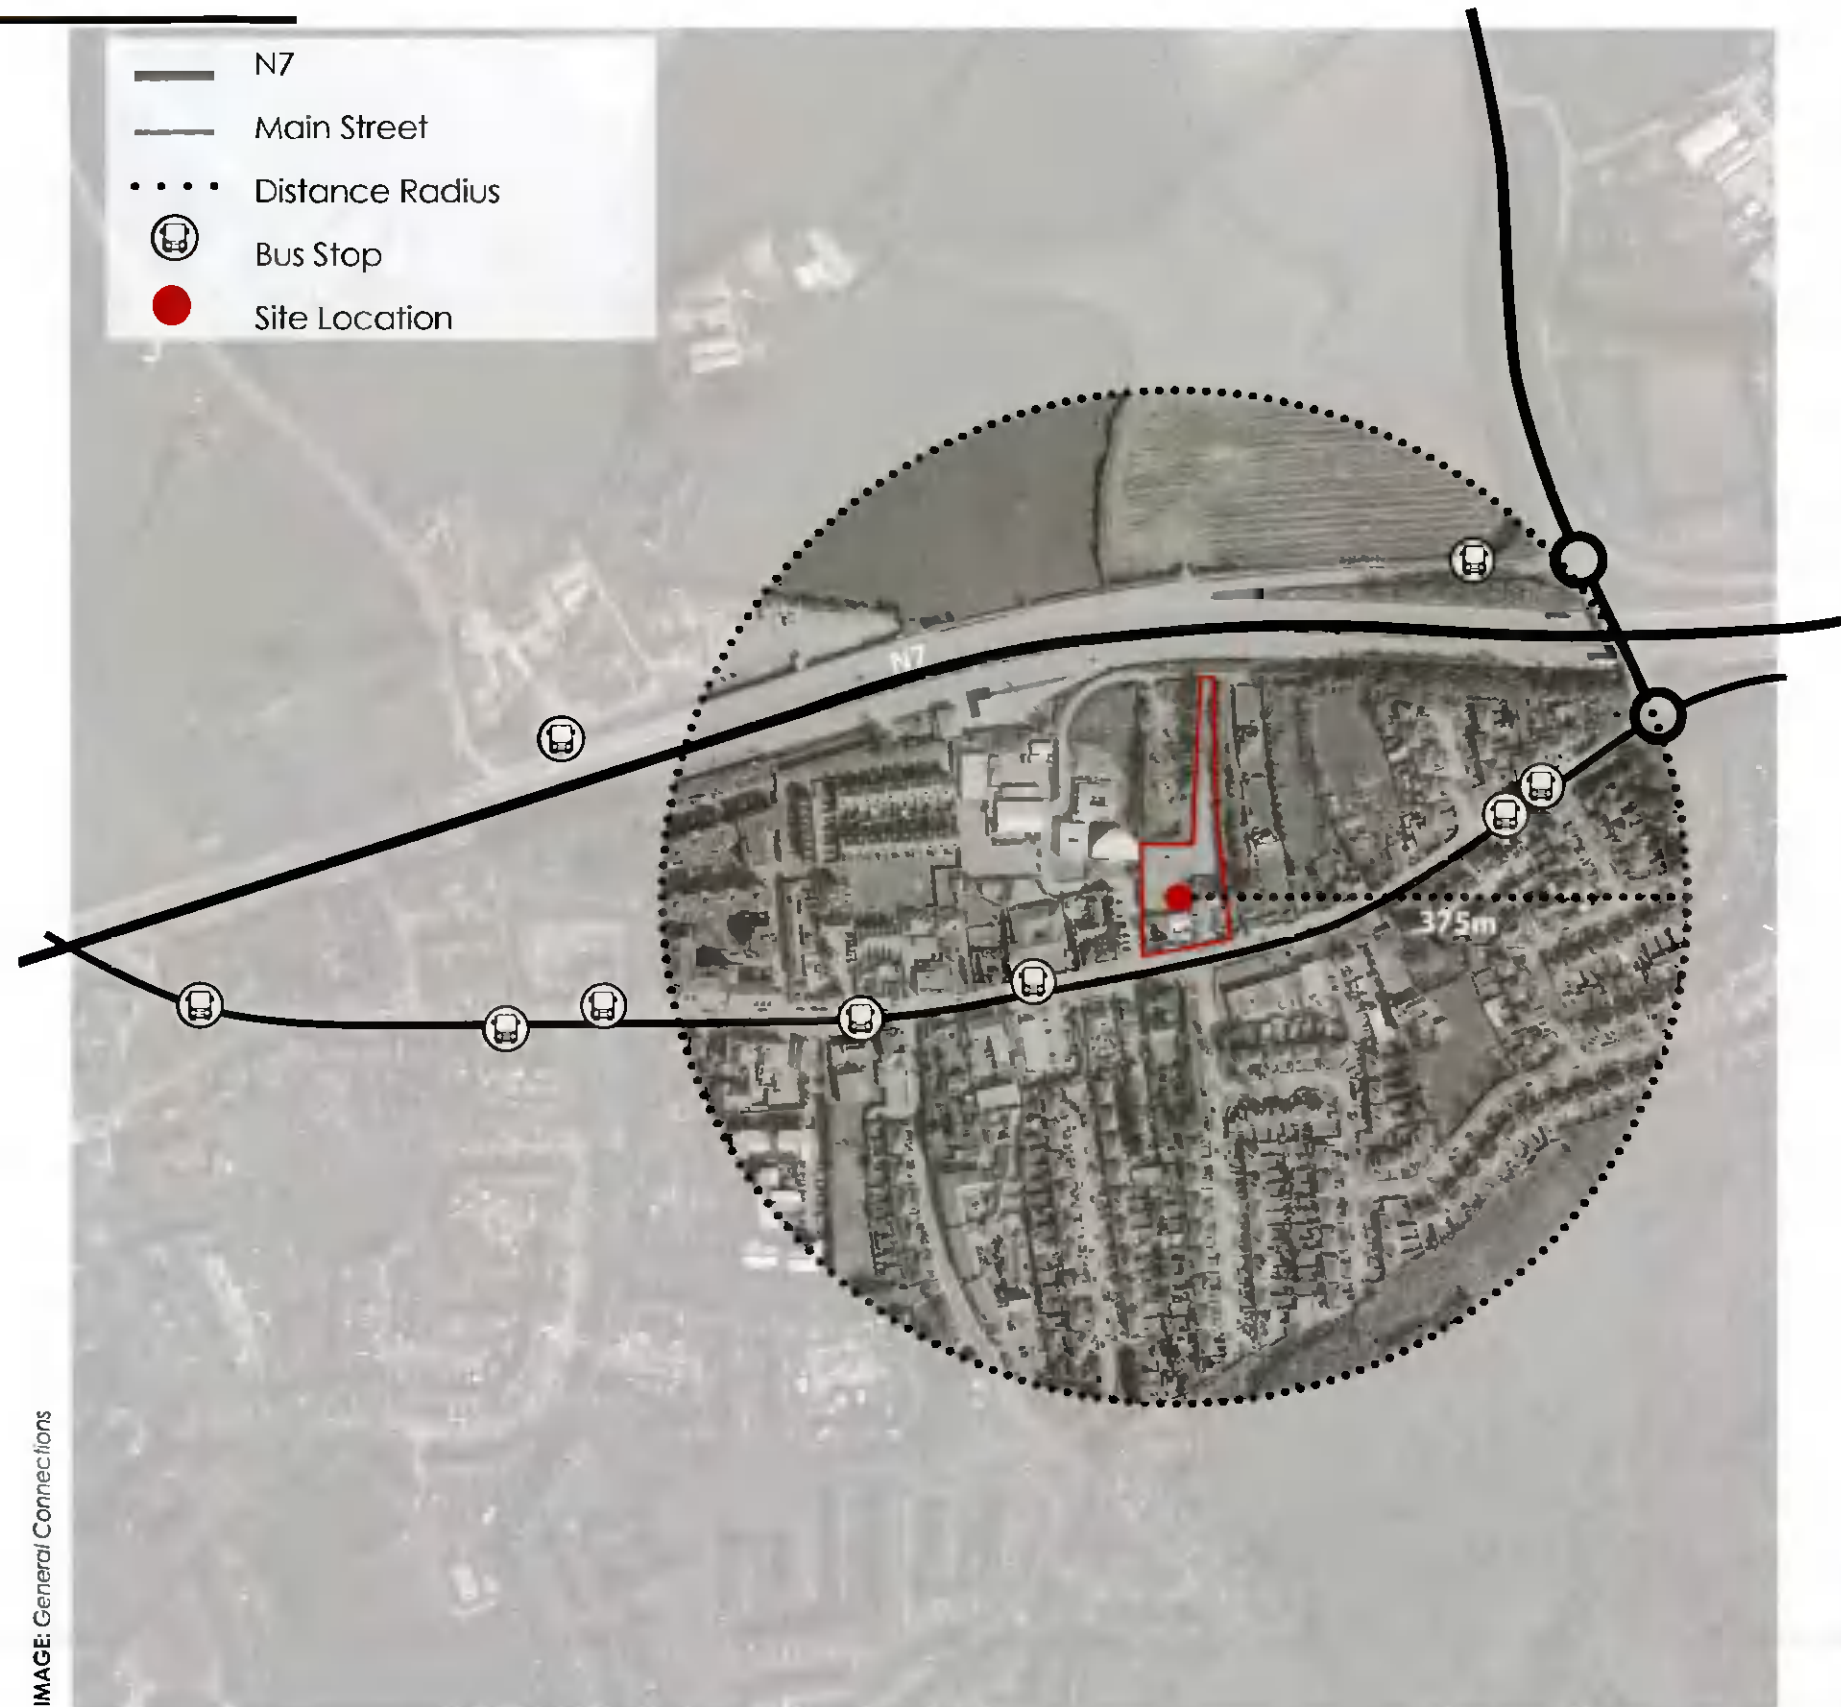 N7
Main Street
Distance Radius
Bus Stop
Site Location
N7
375m
IMAGE: General Connections